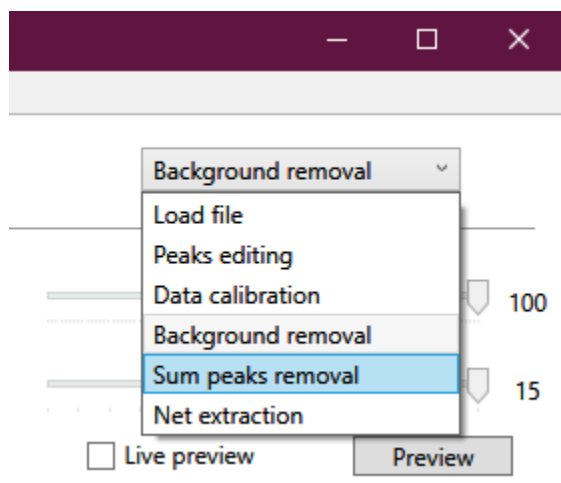 Background removal
Load file
Peaks editing
Data calibration
100
Background removal
Sum peaks removal
15
Net extraction
Live preview
Preview